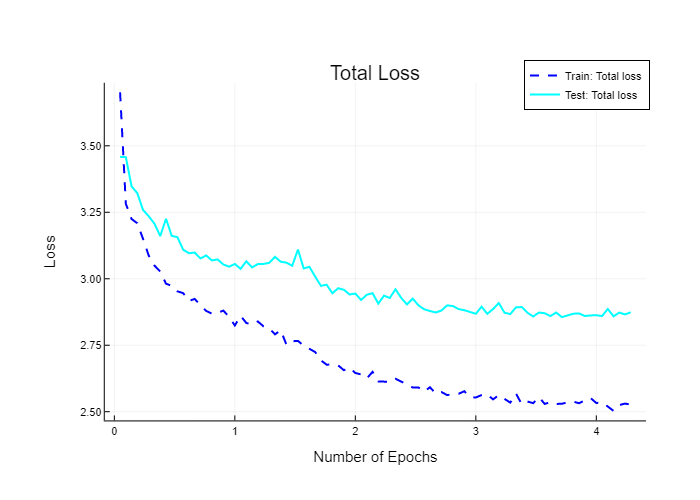 Total Loss
Train: Total loss
Test: Total loss
3.50
3.25
3.00
2.75
2.50
Loss
0 1 2 3 4
Number of Epochs